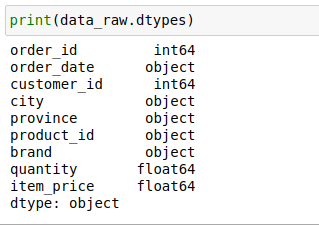 print(data_raw.dtypes)
order_id int64
order_date object
customer_id int64
city object
province object
product_id object
brand object
quantity float64
item_price float64
dtype: object